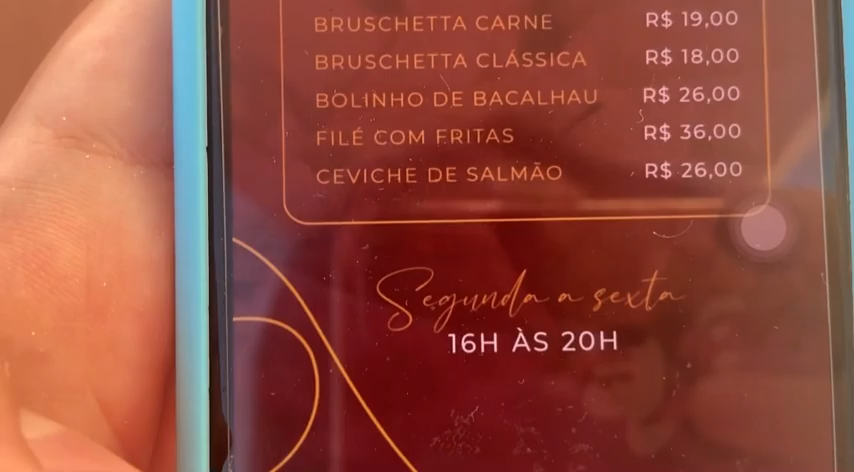 BRUSCHETTA CARNE R$ 19,00
BRUSCHETTA CLÁSSICA R$ 18,00
BOLINHO DE BACALHAU R$ 26,00
FILÉ COM FRITAS R$ 36,00
CEVICHE DE SALMÃO R$ 26,00
Segunda a sexta
16H ÀS 20H